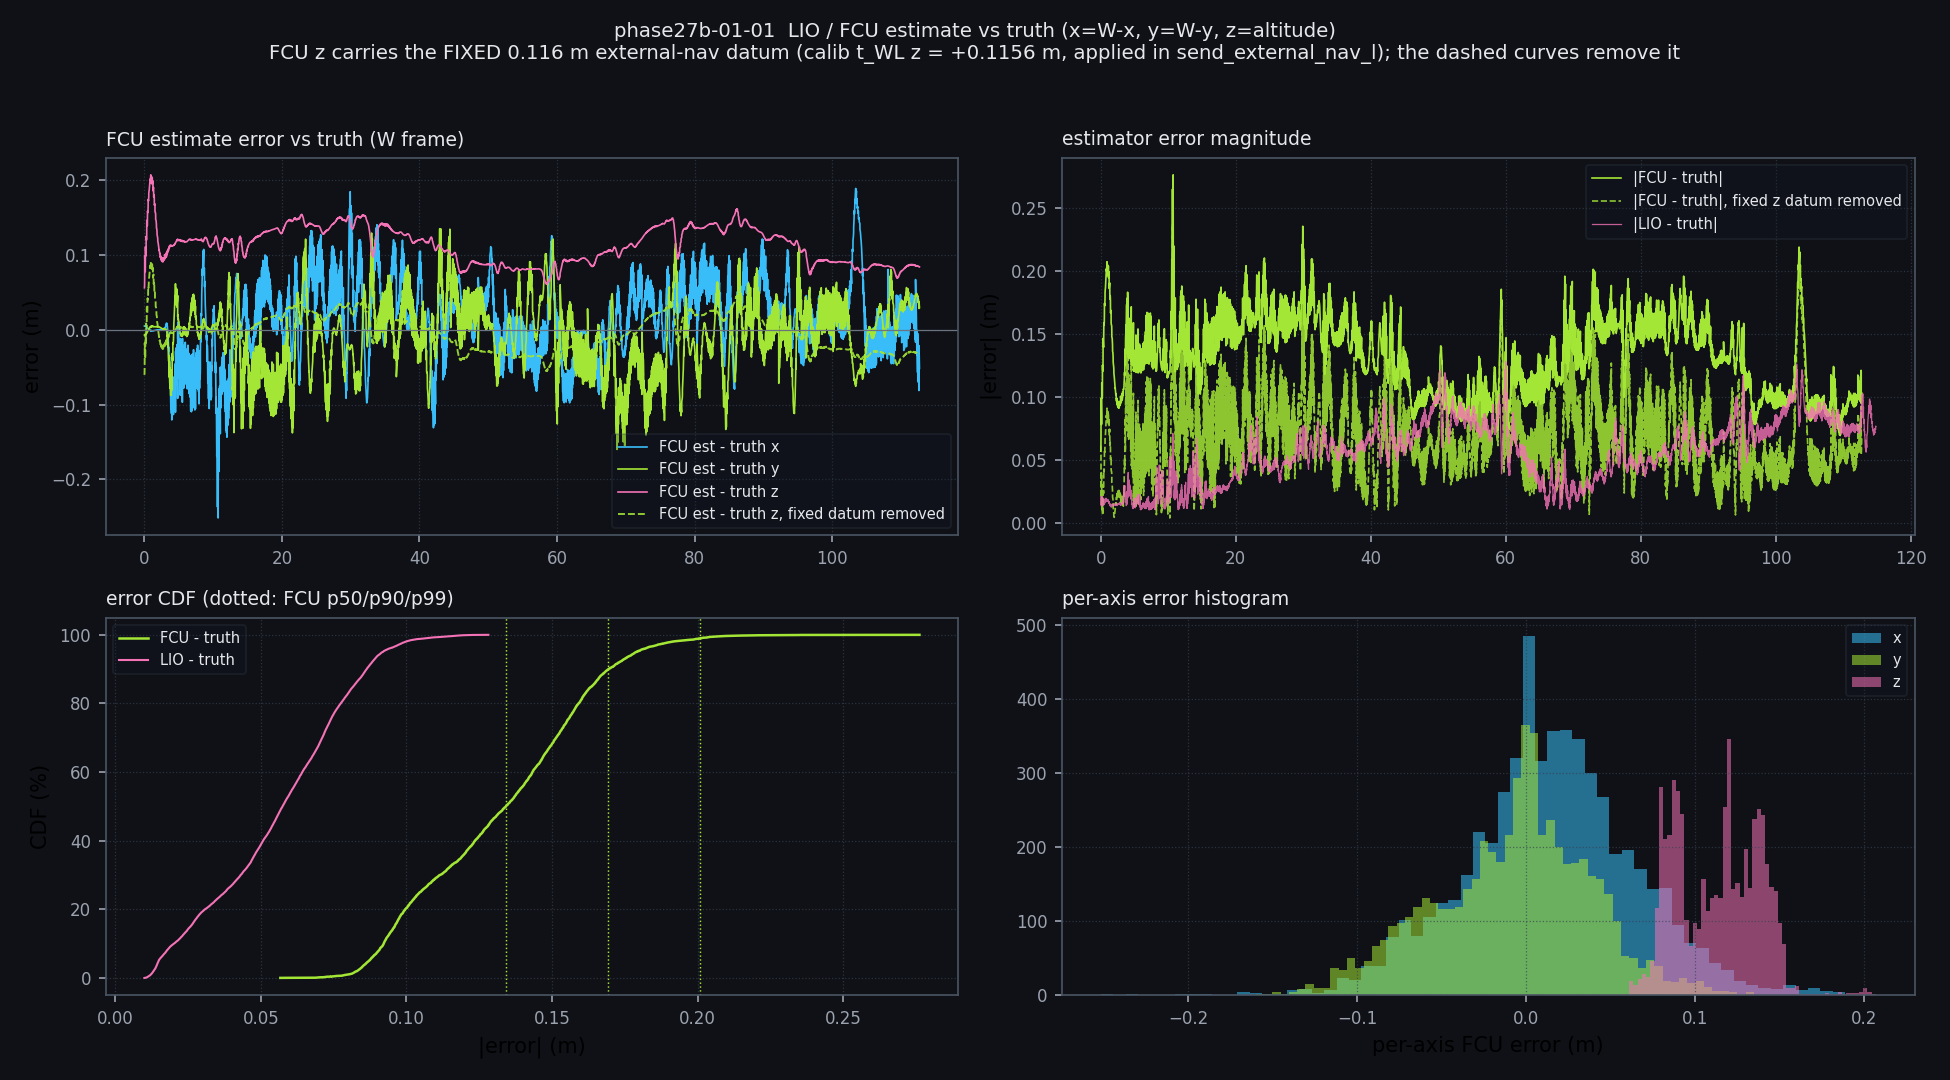 phase27b-01-01  LIO / FCU estimate vs truth (x=W-x, y=W-y, z=altitude)
FCU z carries the FIXED 0.116 m external-nav datum (calib t_WL z = +0.1156 m, applied in send_external_nav_l); the dashed curves remove it
FCU estimate error vs truth (W frame)
error (m)
0.2
0.1
0.0
−0.1
−0.2
FCU est - truth x
FCU est - truth y
FCU est - truth z
FCU est - truth z, fixed datum removed
0 20 40 60 80 100
estimator error magnitude
|error| (m)
0.25
0.20
0.15
0.10
0.05
0.00
|FCU - truth|
|FCU - truth|, fixed z datum removed
|LIO - truth|
0 20 40 60 80 100 120
error CDF (dotted: FCU p50/p90/p99)
CDF (%)
100
80
60
40
20
0
FCU - truth
LIO - truth
0.00 0.05 0.10 0.15 0.20 0.25
|error| (m)
per-axis error histogram
500
400
300
200
100
0
x
y
z
−0.2 −0.1 0.0 0.1 0.2
per-axis FCU error (m)